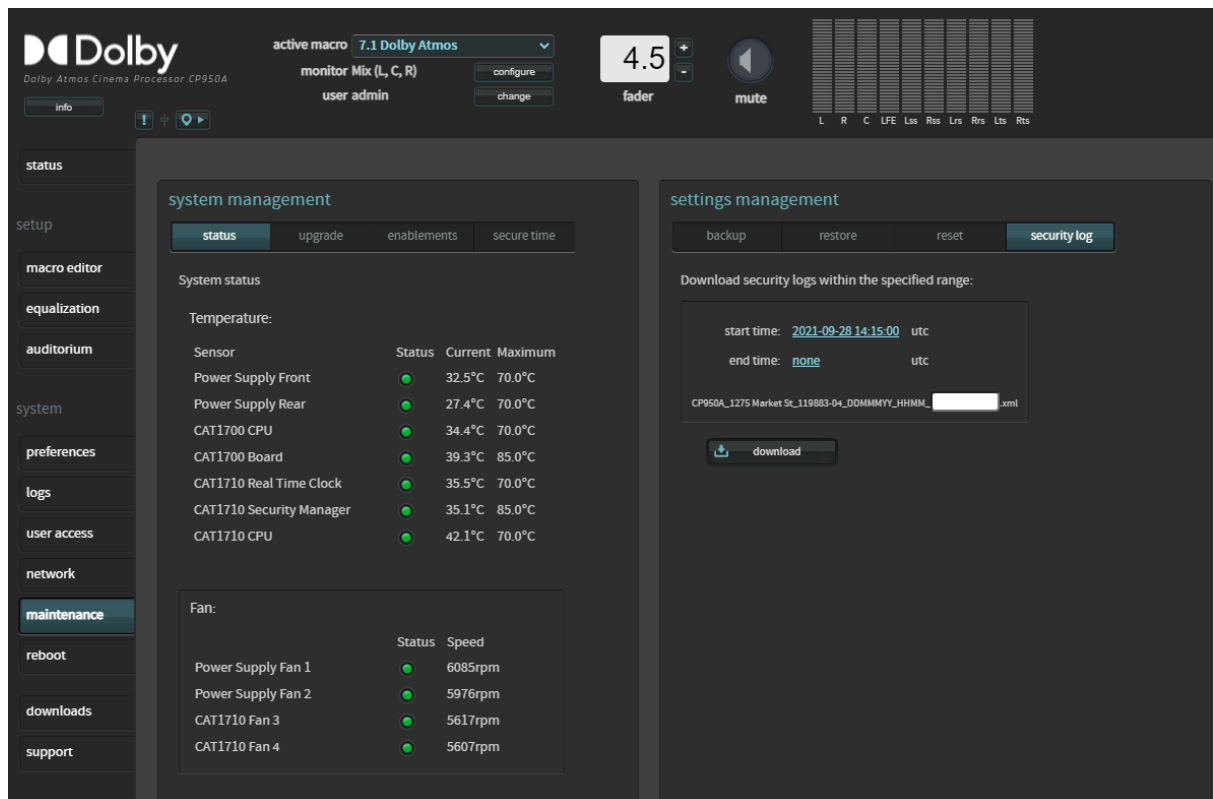 Dolby
Dolby Atmos Cinema Processor CP950A
info
active macro 7.1 Dolby Atmos
monitor Mix (L, C, R) configure
user admin change
4.5
+
-
fader
mute
L R C LFE Lss Rss Lrs Rrs Lts Rts
status
setup
macro editor
equalization
auditorium
system
preferences
logs
user access
network
maintenance
reboot
downloads
support
system management
status upgrade enablements secure time
System status
Temperature:
Sensor Status Current Maximum
Power Supply Front 32.5°C 70.0°C
Power Supply Rear 27.4°C 70.0°C
CAT1700 CPU 34.4°C 70.0°C
CAT1700 Board 39.3°C 85.0°C
CAT1710 Real Time Clock 35.5°C 70.0°C
CAT1710 Security Manager 35.1°C 85.0°C
CAT1710 CPU 42.1°C 70.0°C
Fan:
Status Speed
Power Supply Fan 1 6085rpm
Power Supply Fan 2 5976rpm
CAT1710 Fan 3 5617rpm
CAT1710 Fan 4 5607rpm
settings management
backup restore reset security log
Download security logs within the specified range:
start time: 2021-09-28 14:15:00 utc
end time: none utc
CP950A_1275 Market St_119883-04_DDMMMYY_HHMM_ .xml
download